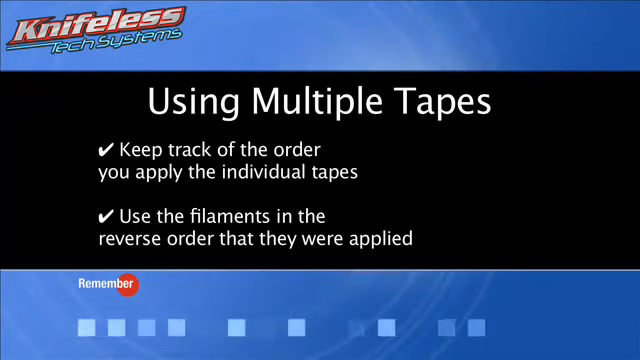 Knifeless
Tech Systems
Using Multiple Tapes
✔ Keep track of the order
you apply the individual tapes
✔ Use the filaments in the
reverse order that they were applied
Remember